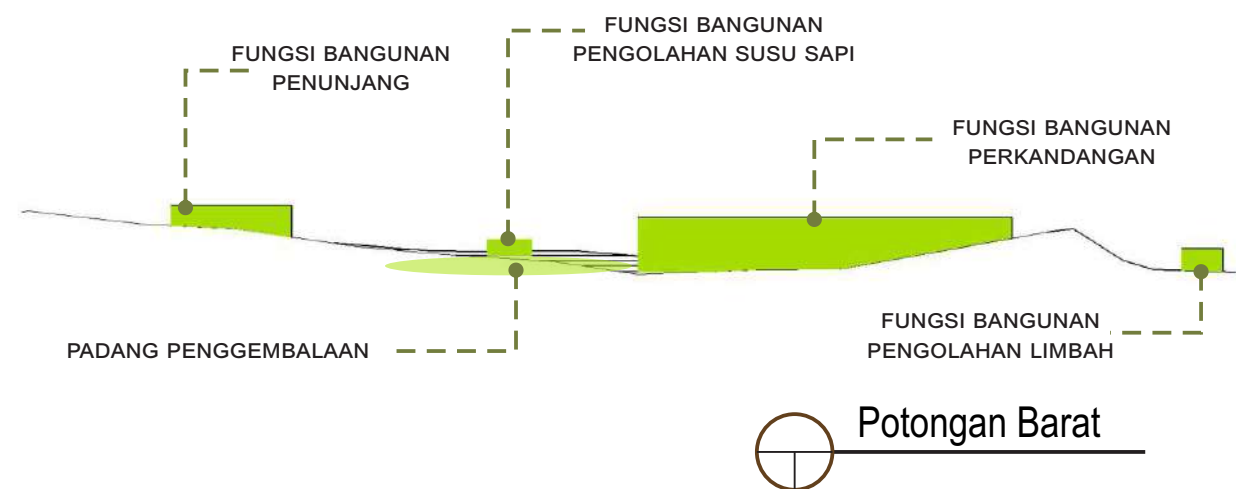 FUNGSI BANGUNAN
PENUNJANG
FUNGSI BANGUNAN
PENGOLAHAN SUSU SAPI
FUNGSI BANGUNAN
PERKANDANGAN
PADANG PENGGEMBALAAN
FUNGSI BANGUNAN
PENGOLAHAN LIMBAH
Potongan Barat